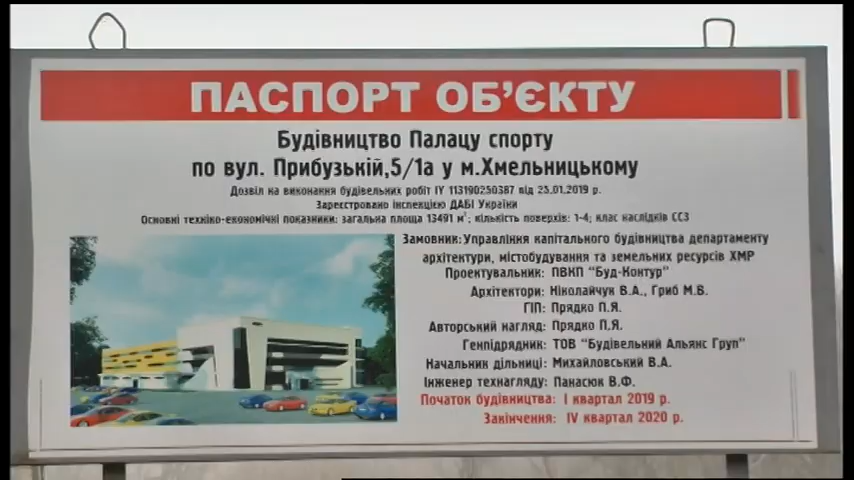 ПАСПОРТ ОБ'ЄКТУ
Будівництво Палацу спорту
по вул. Прибузькій,5/1а у м.Хмельницькому
Дозвіл на виконання будівельних робіт ІУ 113190250387 від 25.01.2019 р.
Зареєстровано інспекцією ДАБІ України
Основні техніко-економічні показники: загальна площа 13491 м²; кількість поверхів: 1-4; клас наслідків СС3
Замовник: Управління капітального будівництва департаменту
архітектури, містобудування та земельних ресурсів ХМР
Проектувальник: ПВКП "Буд-Контур"
Архітектори: Ніколайчук В.А., Гриб М.В.
ГІП: Прядко П.Я.
Авторський нагляд: Прядко П.Я.
Генпідрядник: ТОВ "Будівельний Альянс Груп"
Начальник дільниці: Михайловський В.А.
Інженер технагляду: Панасюк В.Ф.
Початок будівництва: І квартал 2019 р.
Закінчення: IV квартал 2020 р.